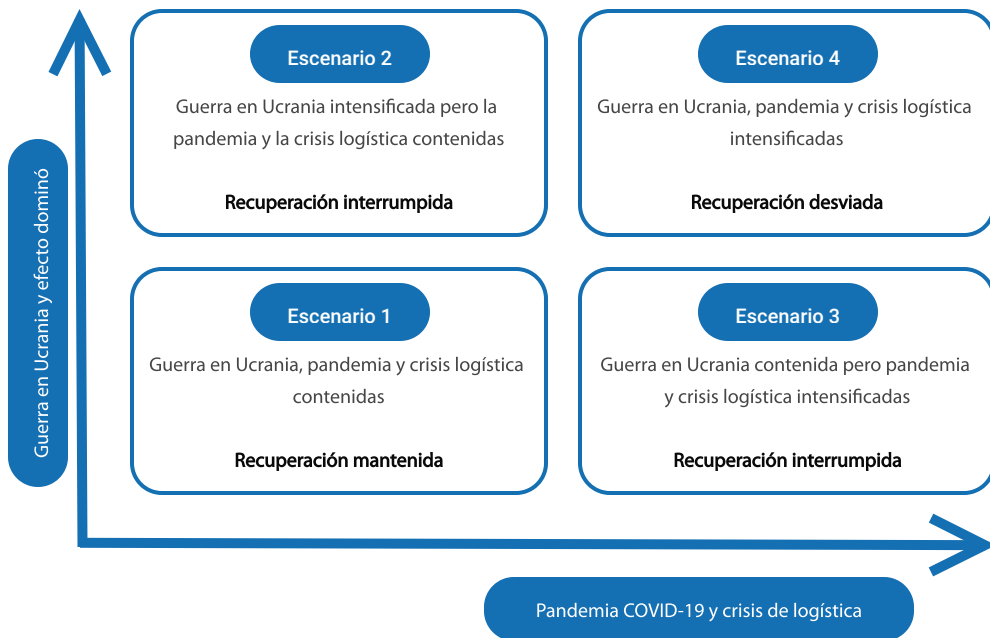 Guerra en Ucrania y efecto dominó
Escenario 2
Guerra en Ucrania intensificada pero la
pandemia y la crisis logística contenidas
Recuperación interrumpida
Escenario 4
Guerra en Ucrania, pandemia y crisis logística
intensificadas
Recuperación desviada
Escenario 1
Guerra en Ucrania, pandemia y crisis logística
contenidas
Recuperación mantenida
Escenario 3
Guerra en Ucrania contenida pero pandemia
y crisis logística intensificadas
Recuperación interrumpida
Pandemia COVID-19 y crisis de logística